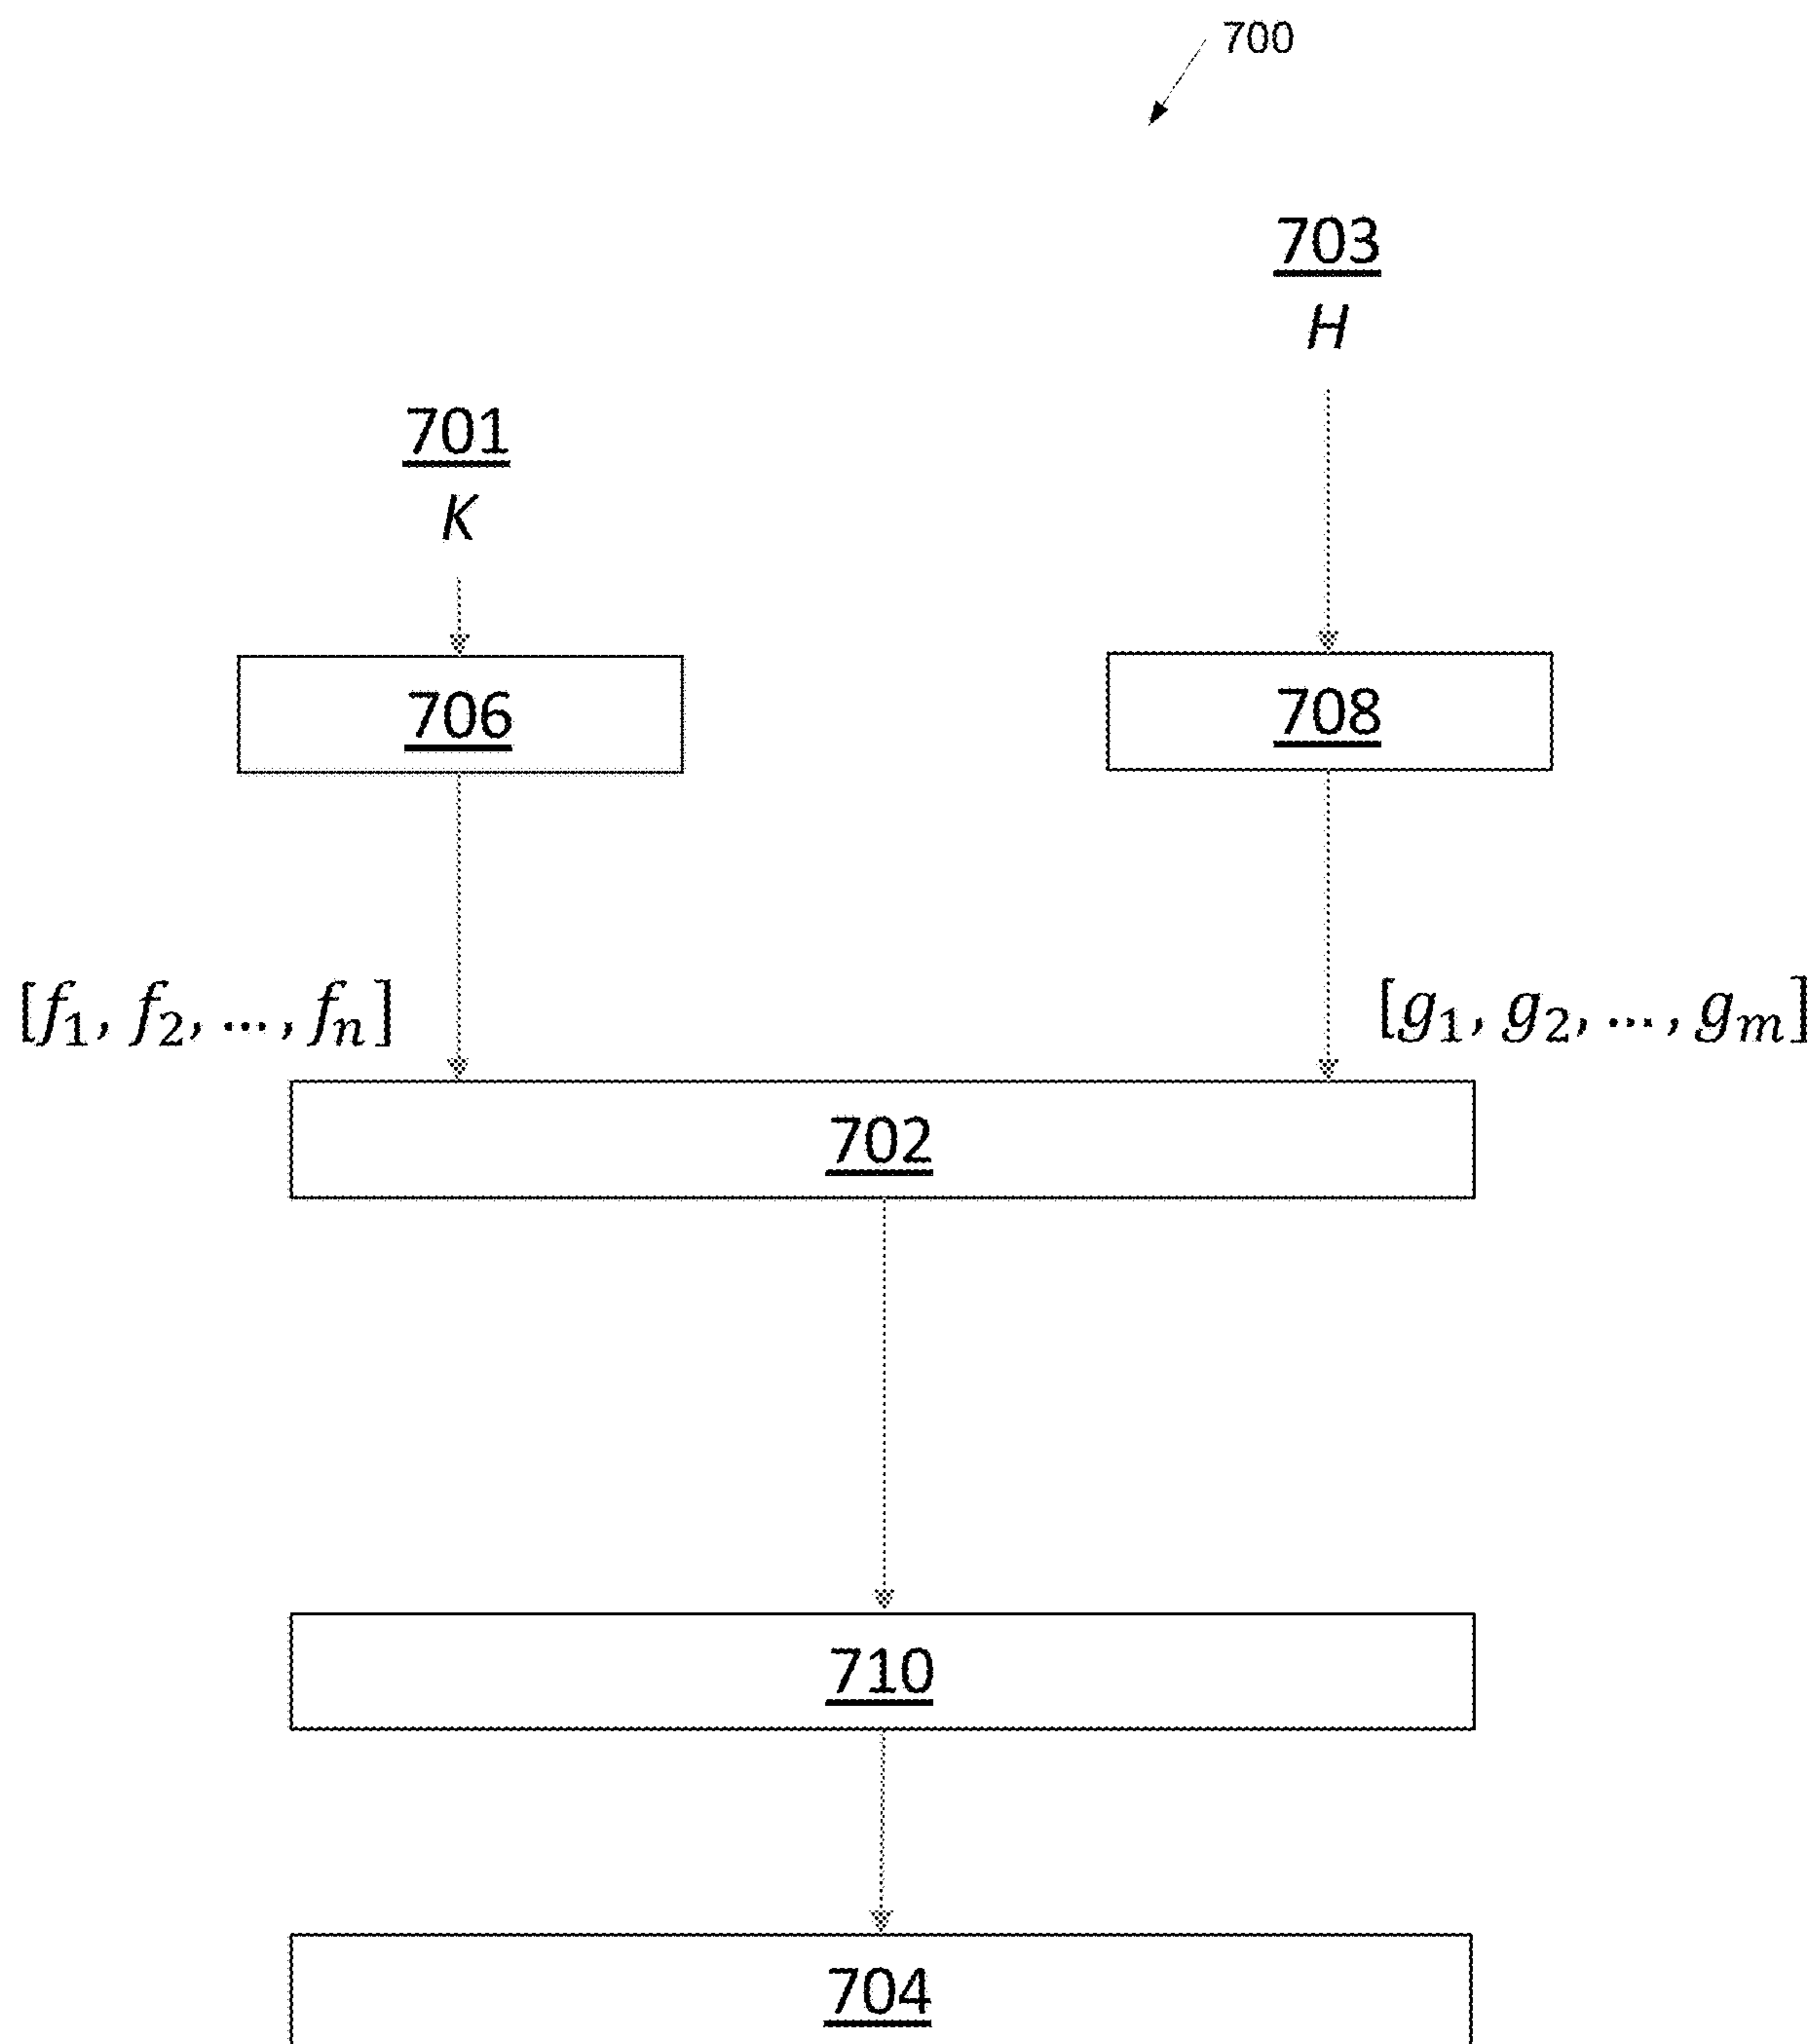 700
703
H
701
K
706
708
[f₁, f₂, ..., fₙ]
[g₁, g₂, ..., gₘ]
702
710
704